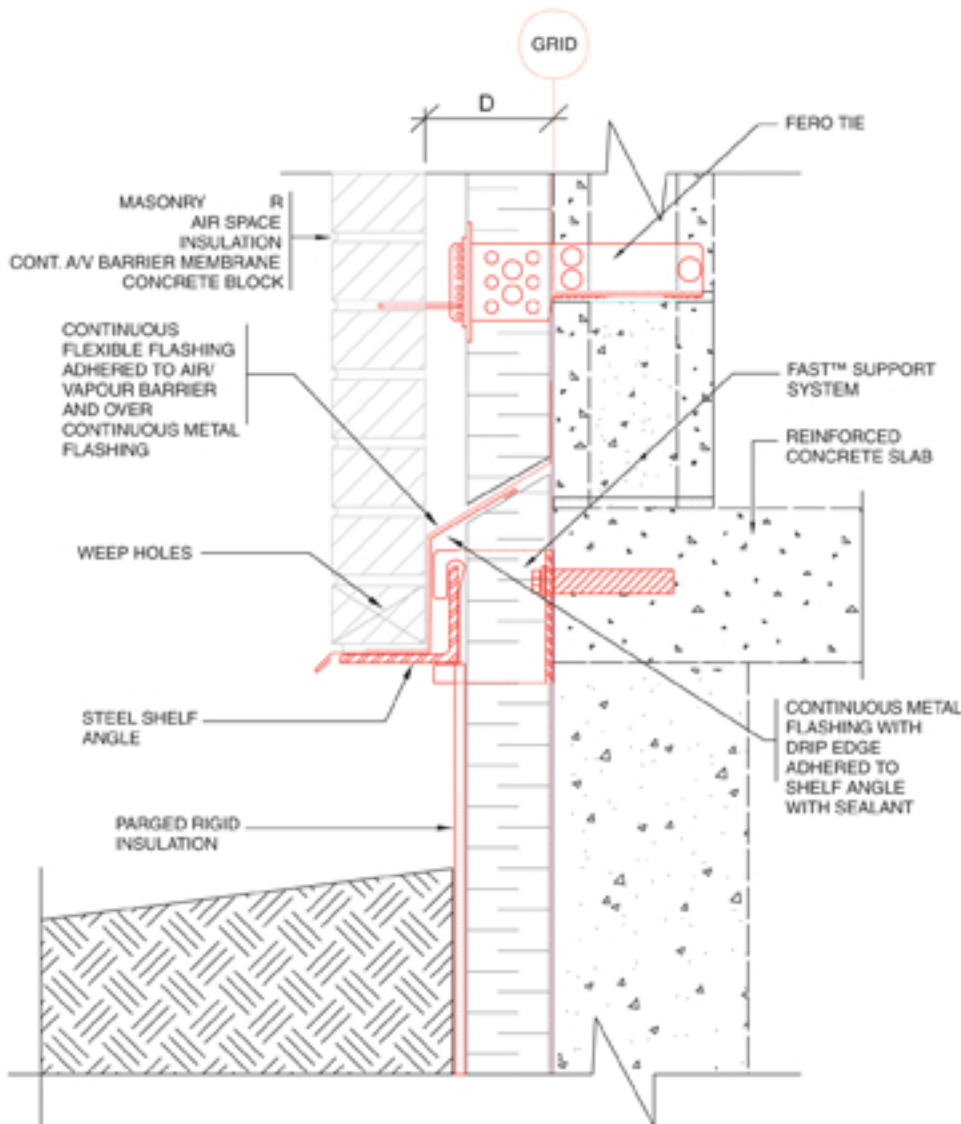 GRID
D
FERO TIE
MASONRY R
AIR SPACE
INSULATION
CONT. A/V BARRIER MEMBRANE
CONCRETE BLOCK
CONTINUOUS
FLEXIBLE FLASHING
ADHERED TO AIR/
VAPOUR BARRIER
AND OVER
CONTINUOUS METAL
FLASHING
FAST™ SUPPORT
SYSTEM
REINFORCED
CONCRETE SLAB
WEEP HOLES
STEEL SHELF
ANGLE
CONTINUOUS METAL
FLASHING WITH
DRIP EDGE
ADHERED TO
SHELF ANGLE
WITH SEALANT
PARGED RIGID
INSULATION